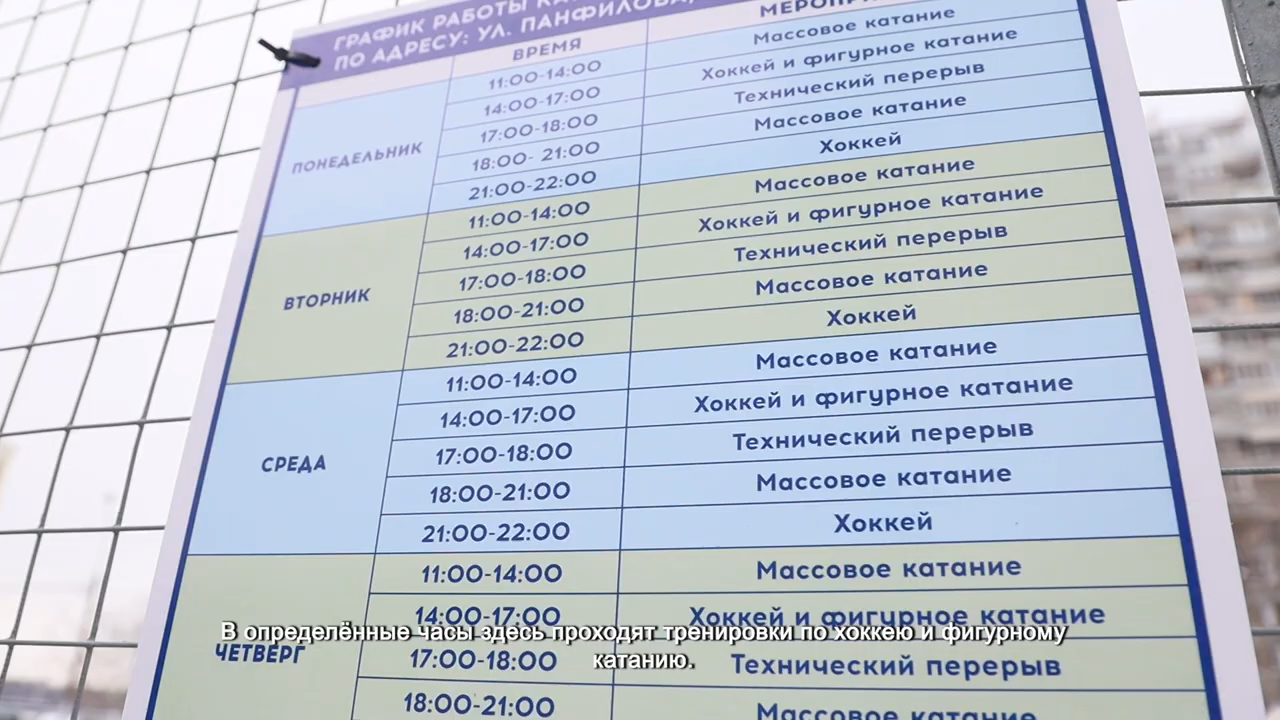 ГРАФИК РАБОТЫ
ПО АДРЕСУ: УЛ. ПАНФИЛОВА,
ВРЕМЯ
ПОНЕДЕЛЬНИК
11:00-14:00 Массовое катание
14:00-17:00 Хоккей и фигурное катание
17:00-18:00 Технический перерыв
18:00- 21:00 Массовое катание
21:00-22:00 Хоккей
ВТОРНИК
11:00-14:00 Массовое катание
14:00-17:00 Хоккей и фигурное катание
17:00-18:00 Технический перерыв
18:00-21:00 Массовое катание
21:00-22:00 Хоккей
СРЕДА
11:00-14:00 Массовое катание
14:00-17:00 Хоккей и фигурное катание
17:00-18:00 Технический перерыв
18:00-21:00 Массовое катание
21:00-22:00 Хоккей
ЧЕТВЕРГ
11:00-14:00 Массовое катание
14:00-17:00 Хоккей и фигурное катание
17:00-18:00 Технический перерыв
18:00-21:00 Массовое катание
В определённые часы здесь проходят тренировки по хоккею и фигурному
катанию.